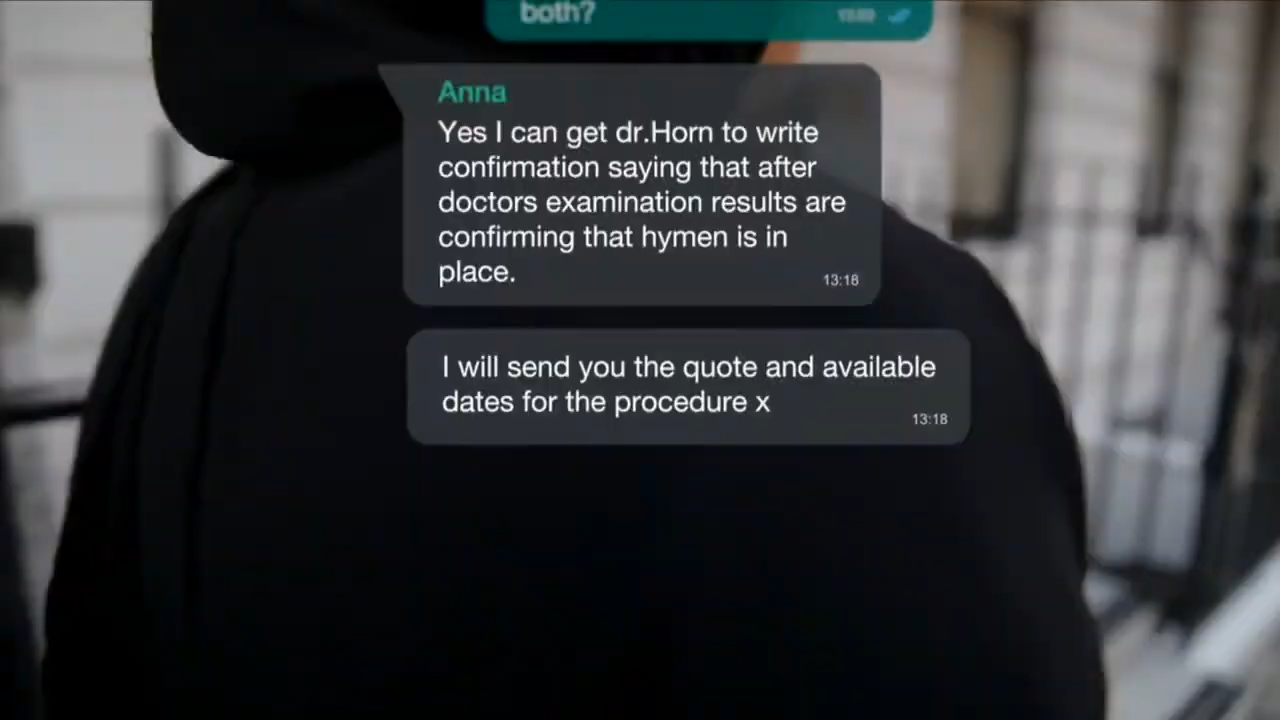 both?
Anna
Yes I can get dr.Horn to write
confirmation saying that after
doctors examination results are
confirming that hymen is in
place.
13:18
I will send you the quote and available
dates for the procedure x
13:18